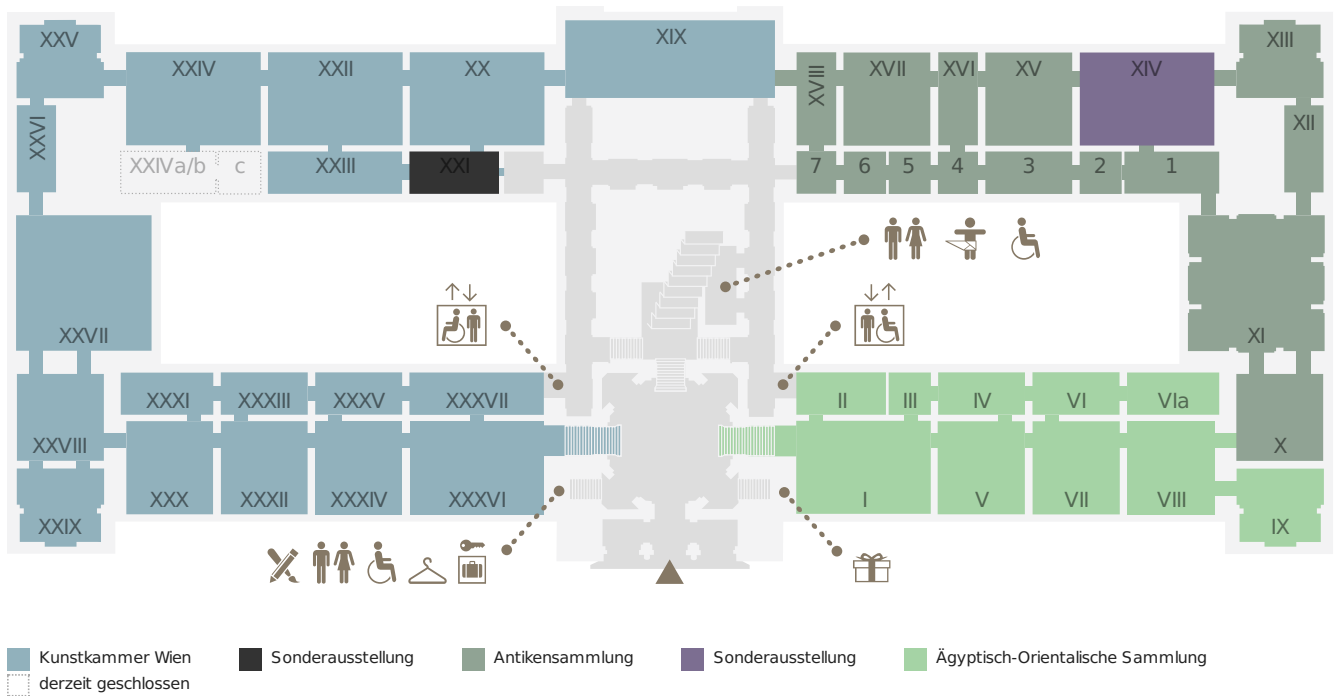 XXV
XXIV
XXII
XX
XIX
XVIII
XVII
XVI
XV
XIV
XIII
XXVI
XII
XXIVa/b
c
XXIII
XXI
7
6
5
4
3
2
1
XXVII
XI
XXXI
XXXIII
XXXV
XXXVII
II
III
IV
VI
VIa
XXVIII
X
XXX
XXXII
XXXIV
XXXVI
I
V
VII
VIII
XXIX
IX
Kunstkammer Wien
Sonderausstellung
Antikensammlung
Sonderausstellung
Ägyptisch-Orientalische Sammlung
derzeit geschlossen